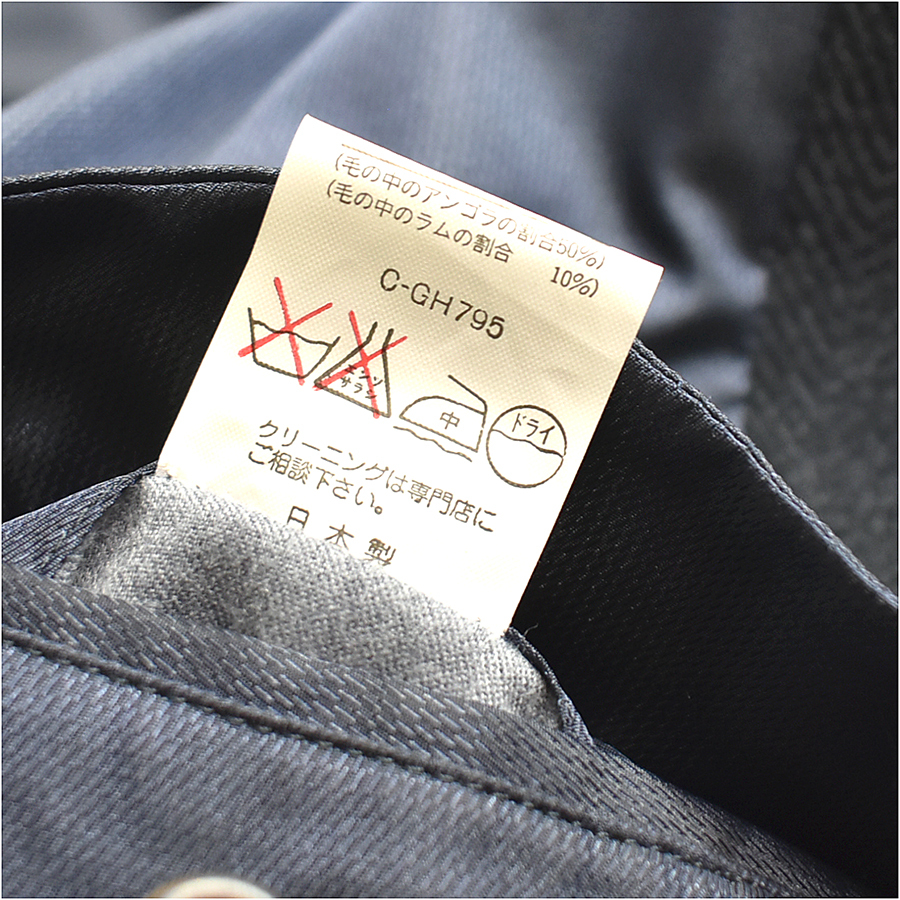 (毛の中のアンゴラの割合50%)
(毛の中のラムの割合 10%)
C-GH795
エンソ
サラシ
中
ドライ
クリーニングは専門店に
ご相談下さい。
日本製